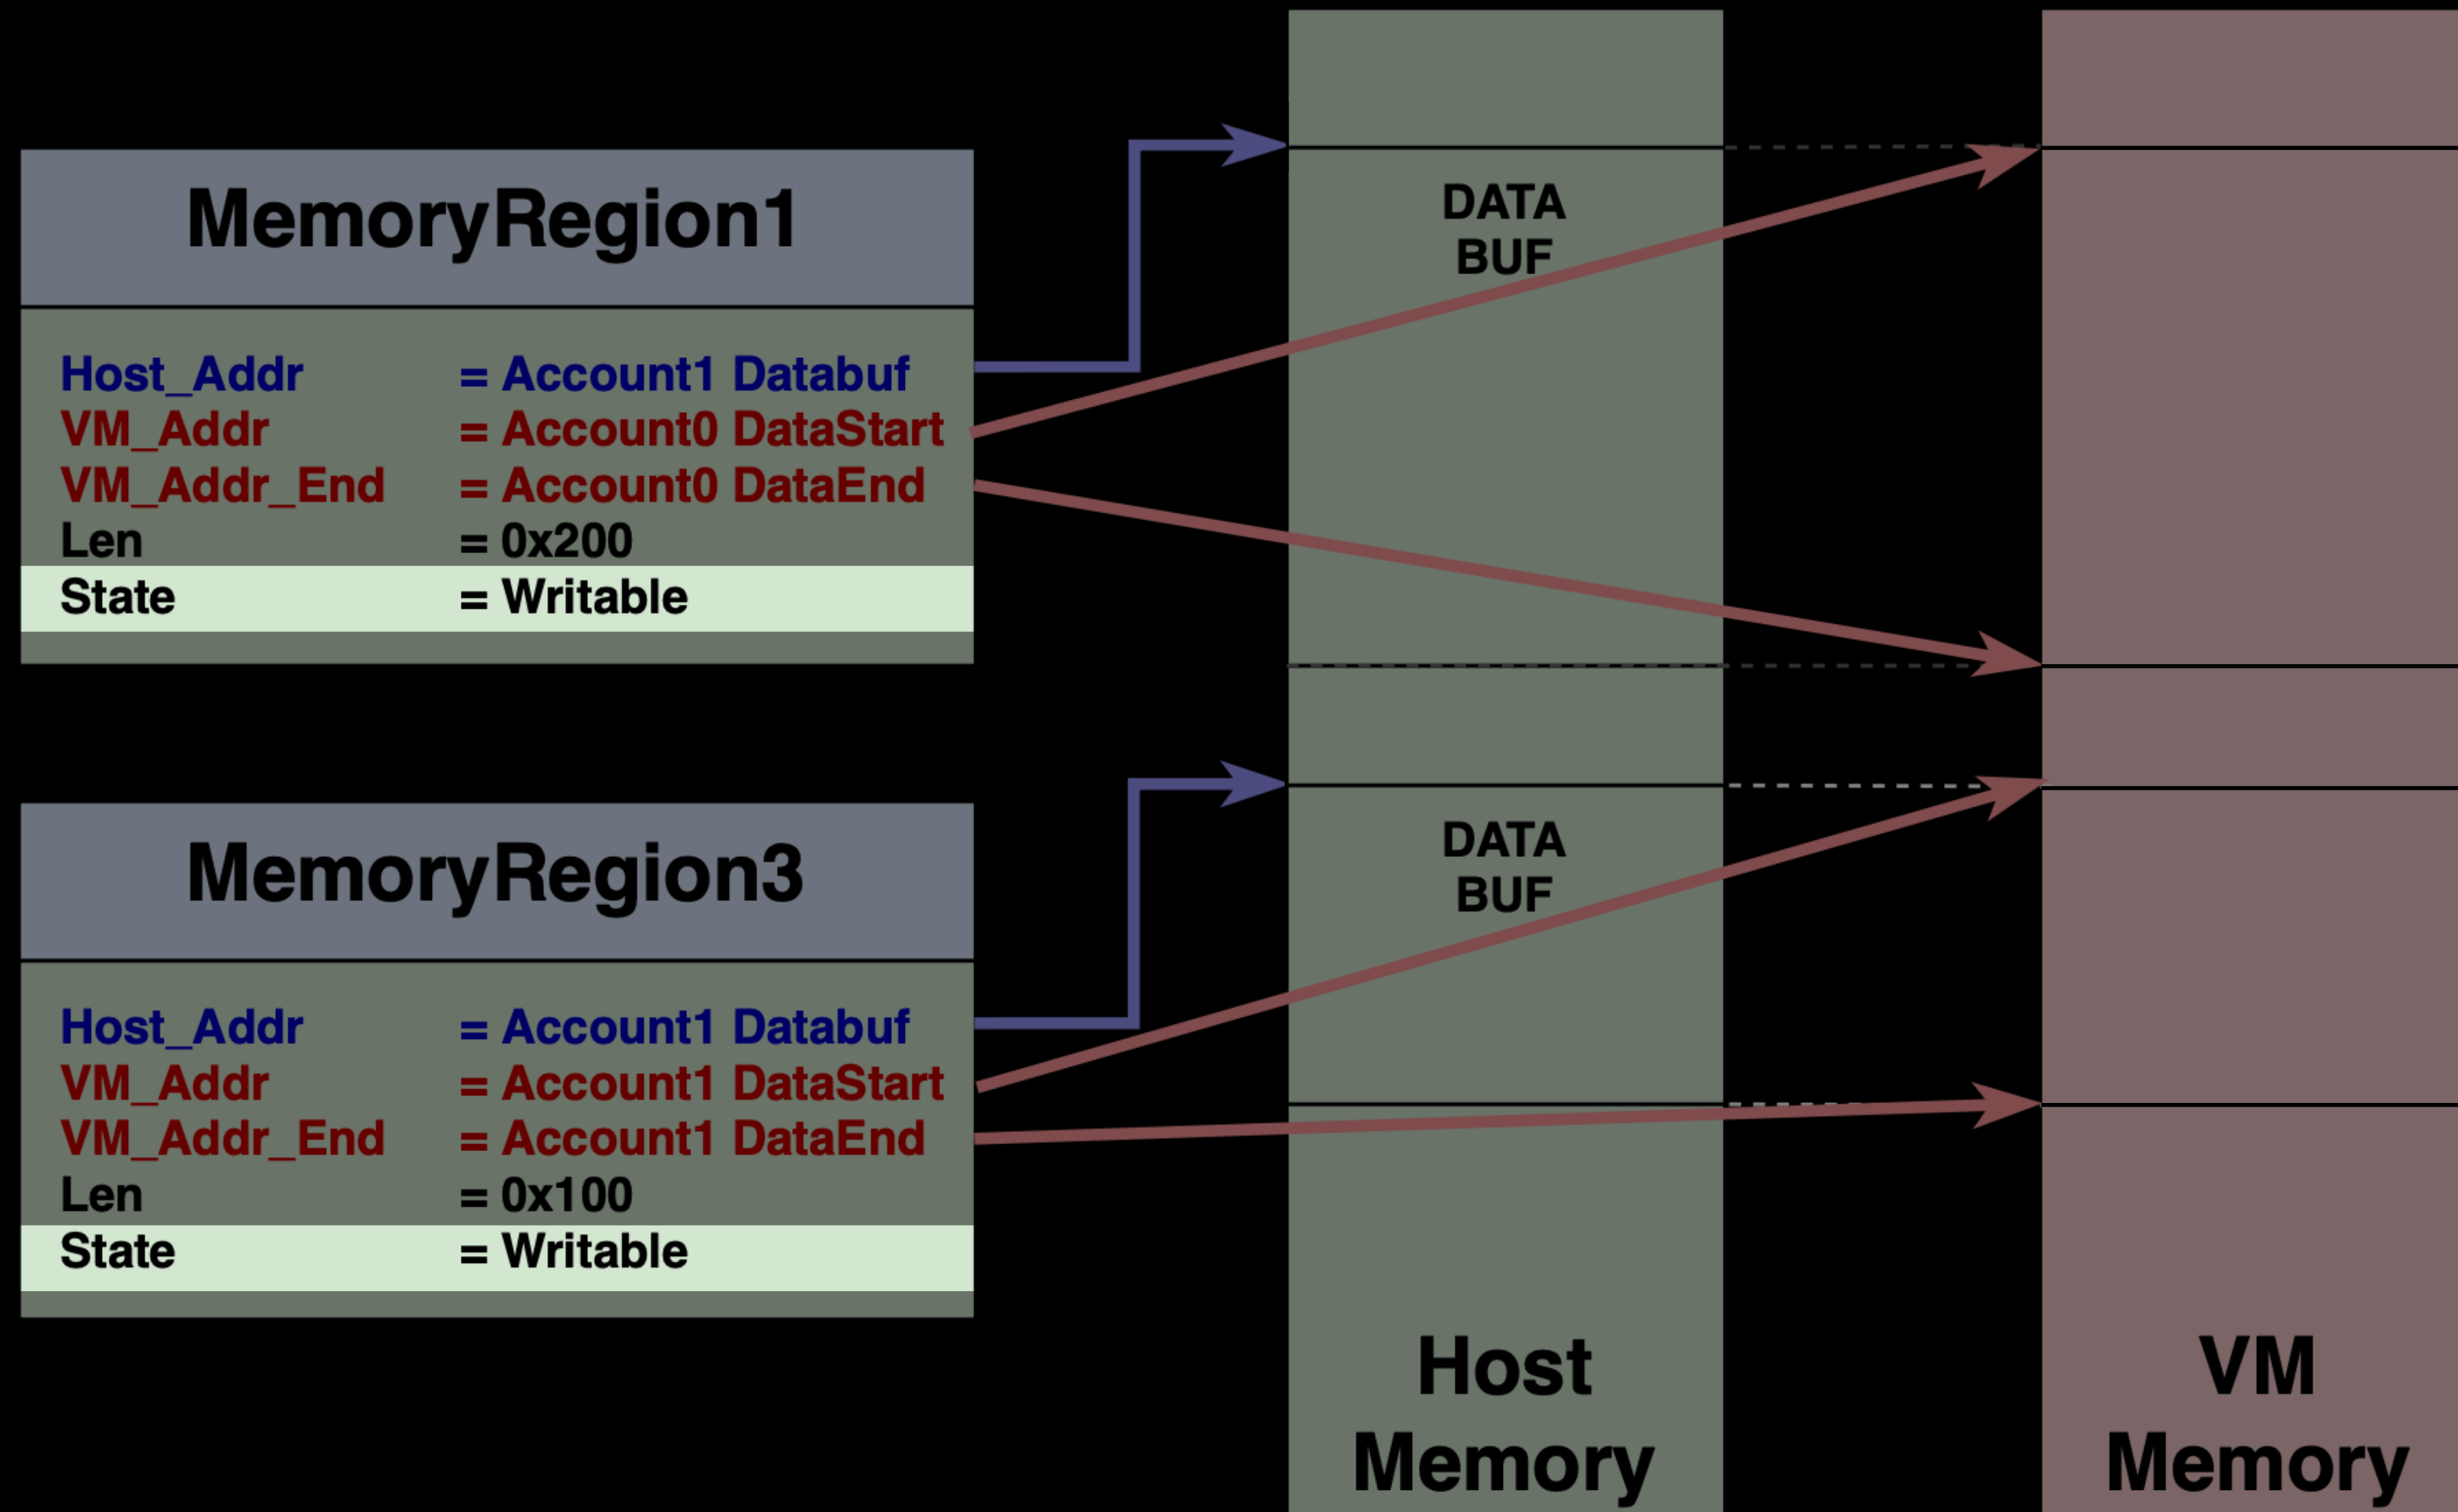 MemoryRegion1
Host_Addr = Account1 Databuf
VM_Addr = Account0 DataStart
VM_Addr_End = Account0 DataEnd
Len = 0x200
State = Writable
MemoryRegion3
Host_Addr = Account1 Databuf
VM_Addr = Account1 DataStart
VM_Addr_End = Account1 DataEnd
Len = 0x100
State = Writable
DATA
BUF
DATA
BUF
Host
Memory
VM
Memory